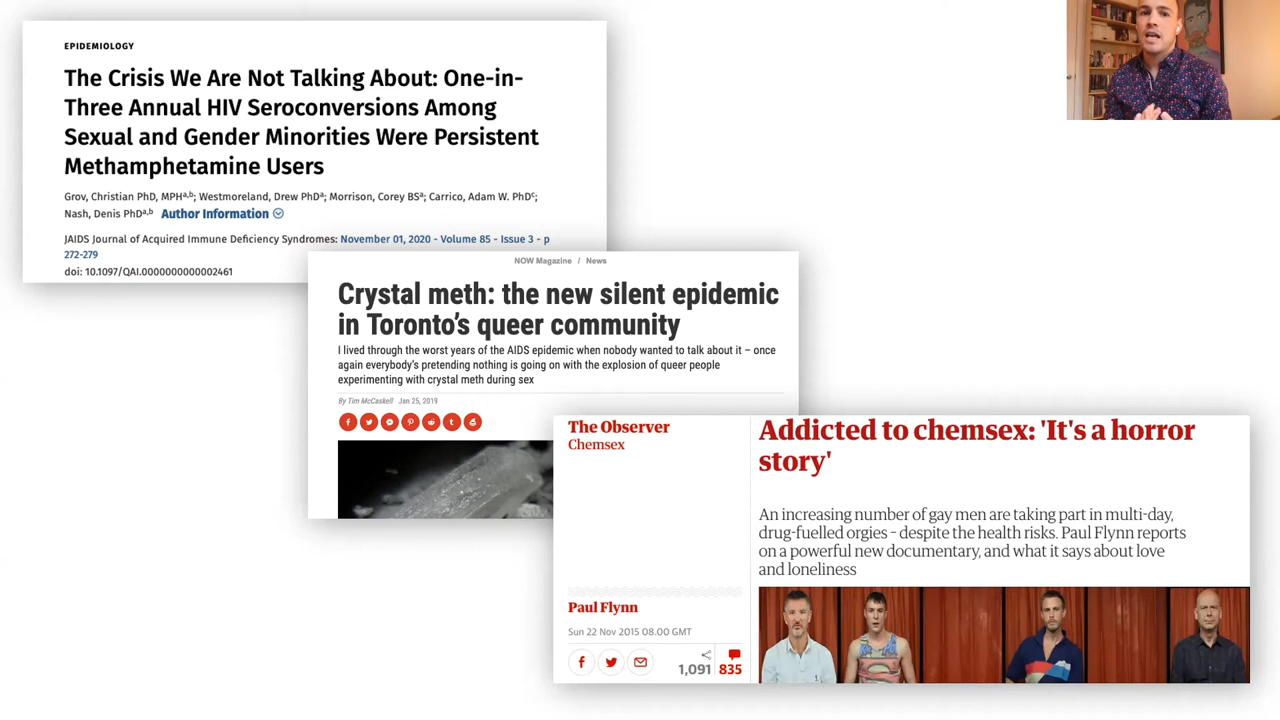 EPIDEMIOLOGY
The Crisis We Are Not Talking About: One-in-
Three Annual HIV Seroconversions Among
Sexual and Gender Minorities Were Persistent
Methamphetamine Users
Grov, Christian PhD, MPHa,b; Westmoreland, Drew PhDa; Morrison, Corey BSa; Carrico, Adam W. PhDc;
Nash, Denis PhDa,b Author Information
JAIDS Journal of Acquired Immune Deficiency Syndromes: November 01, 2020 - Volume 85 - Issue 3 - p
272-279
doi: 10.1097/QAI.0000000000002461
NOW Magazine / News
Crystal meth: the new silent epidemic
in Toronto's queer community
I lived through the worst years of the AIDS epidemic when nobody wanted to talk about it – once
again everybody's pretending nothing is going on with the explosion of queer people
experimenting with crystal meth during sex
By Tim McCaskell Jan 25, 2019
The Observer
Chemsex
Addicted to chemsex: 'It's a horror
story'
An increasing number of gay men are taking part in multi-day,
drug-fuelled orgies – despite the health risks. Paul Flynn reports
on a powerful new documentary, and what it says about love
and loneliness
Paul Flynn
Sun 22 Nov 2015 08.00 GMT
1,091 835